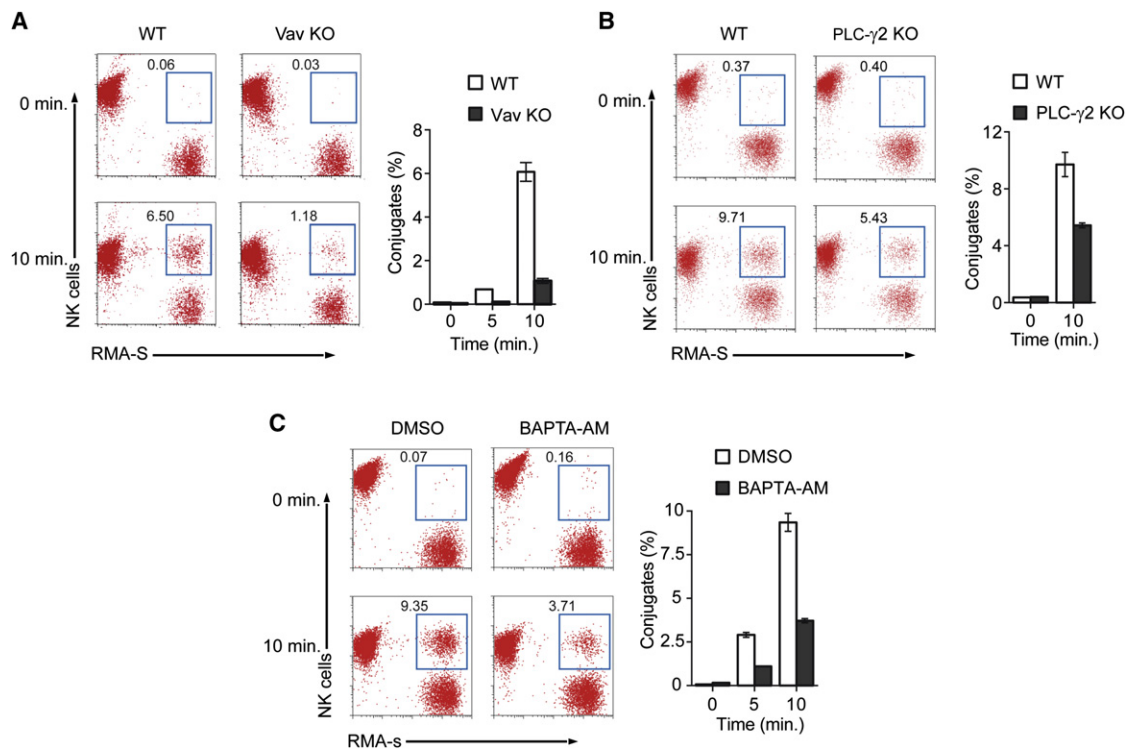 A
WT
Vav KO
0.06
0.03
0 min.
6.50
1.18
10 min.
NK cells
RMA-S
WT
Vav KO
Conjugates (%)
8
6
4
2
0
0 5 10
Time (min.)
B
WT
PLC-γ2 KO
0.37
0.40
0 min.
9.71
5.43
10 min.
NK cells
RMA-S
WT
PLC-γ2 KO
Conjugates (%)
12
8
4
0
0 10
Time (min.)
C
DMSO
BAPTA-AM
0.07
0.16
0 min.
9.35
3.71
10 min.
NK cells
RMA-s
DMSO
BAPTA-AM
Conjugates (%)
10
7.5
5
2.5
0
0 5 10
Time (min.)